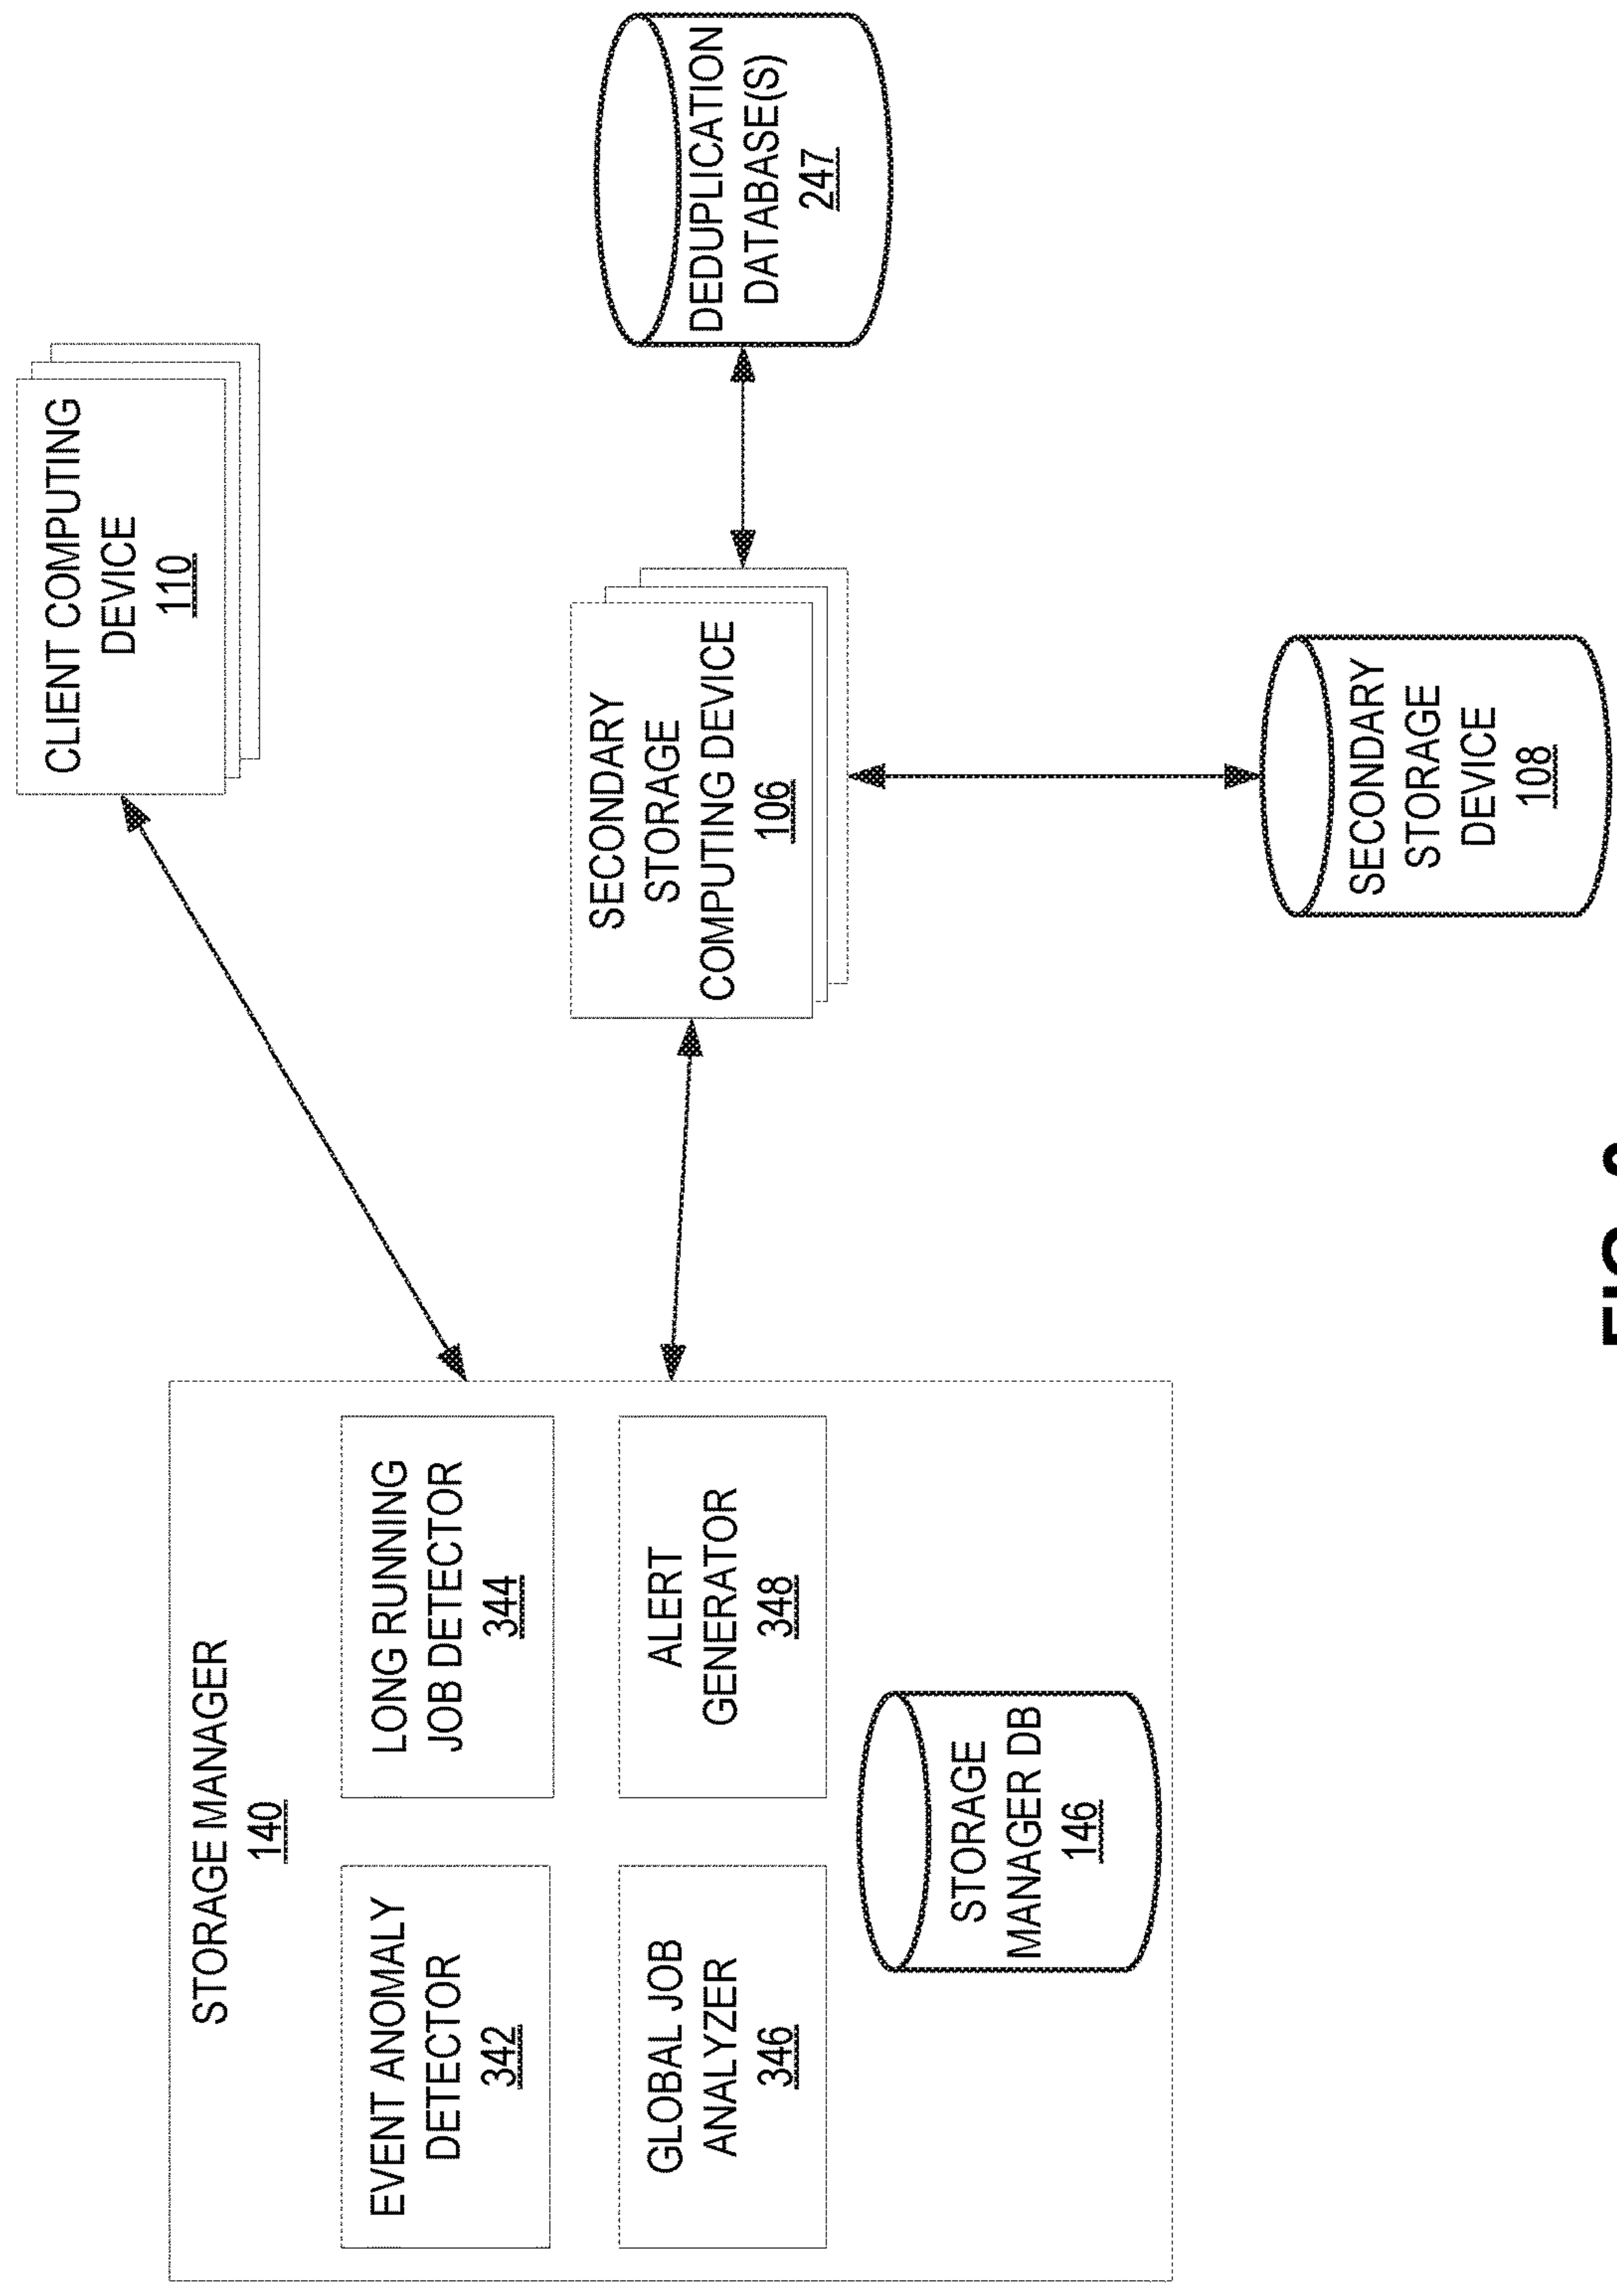 STORAGE MANAGER
140
EVENT ANOMALY
DETECTOR
342
LONG RUNNING
JOB DETECTOR
344
GLOBAL JOB
ANALYZER
346
ALERT
GENERATOR
348
STORAGE
MANAGER DB
146
CLIENT COMPUTING
DEVICE
110
SECONDARY
STORAGE
COMPUTING DEVICE
106
DEDUPLICATION
DATABASE(S)
247
SECONDARY
STORAGE
DEVICE
108